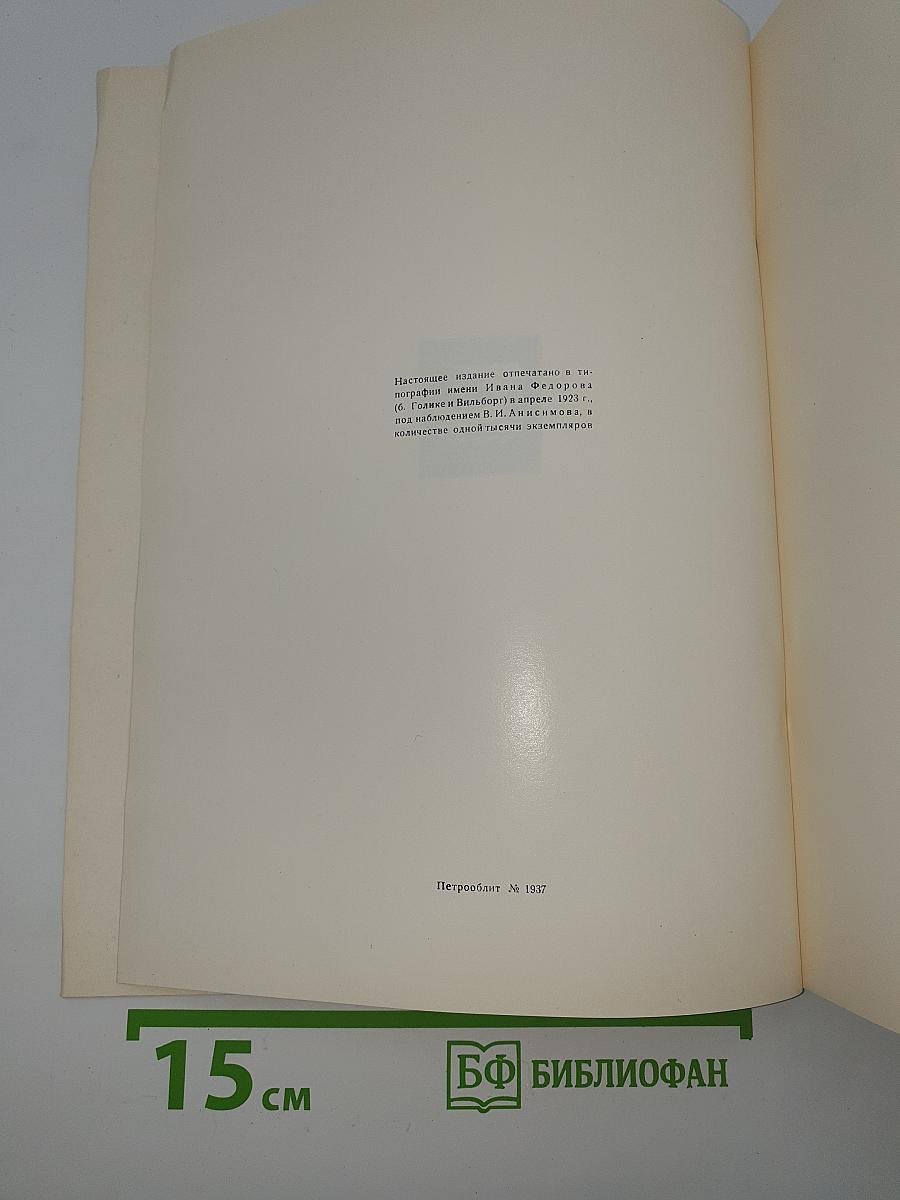 Настоящее издание отпечатано в ти-
пографии имени Ивана Федорова
(б. Голике и Вильборг) в апреле 1923 г.,
под наблюдением В. И. Анисимова, в
количестве одной тысячи экземпляров
Петрооблит № 1937
15 см
БФ БИБЛИОФАН